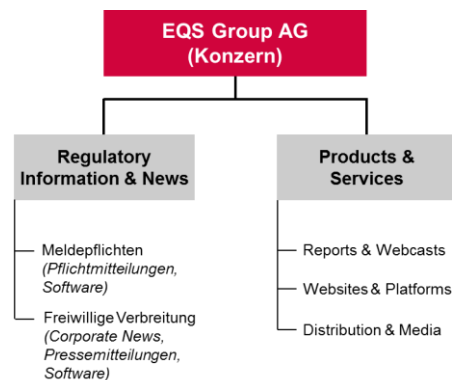 EQS Group AG
(Konzern)
Regulatory
Information & News
Meldepflichten
(Pflichtmitteilungen,
Software)
Freiwillige Verbreitung
(Corporate News,
Pressemitteilungen,
Software)
Products &
Services
Reports & Webcasts
Websites & Platforms
Distribution & Media